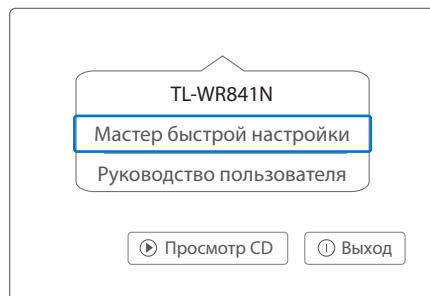 TL-WR841N
Мастер быстрой настройки
Руководство пользователя
Просмотр CD
Выход